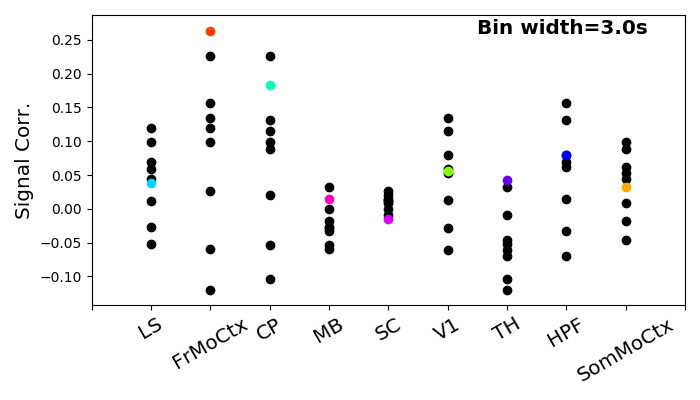 Bin width=3.0s
Signal Corr.
0.25
0.20
0.15
0.10
0.05
0.00
−0.05
−0.10
LS
FrMoCtx
CP
MB
SC
V1
TH
HPF
SomMoCtx